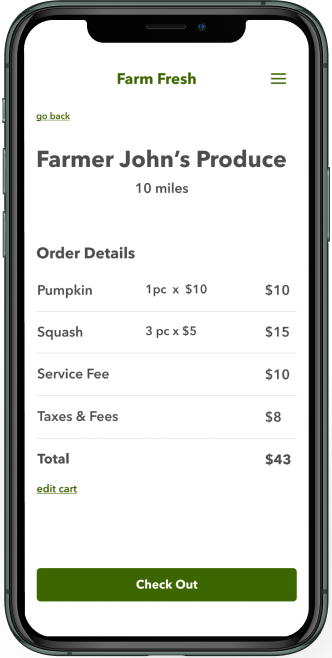 Farm Fresh
go back
Farmer John's Produce
10 miles
Order Details
Pumpkin 1pc x $10 $10
Squash 3 pc x $5 $15
Service Fee $10
Taxes & Fees $8
Total $43
edit cart
Check Out